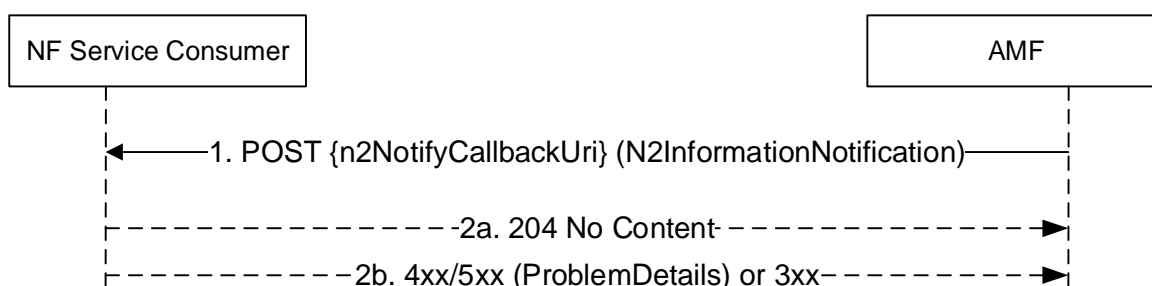 NF Service Consumer
AMF
1. POST {n2NotifyCallbackUri} (N2InformationNotification)
2a. 204 No Content
2b. 4xx/5xx (ProblemDetails) or 3xx